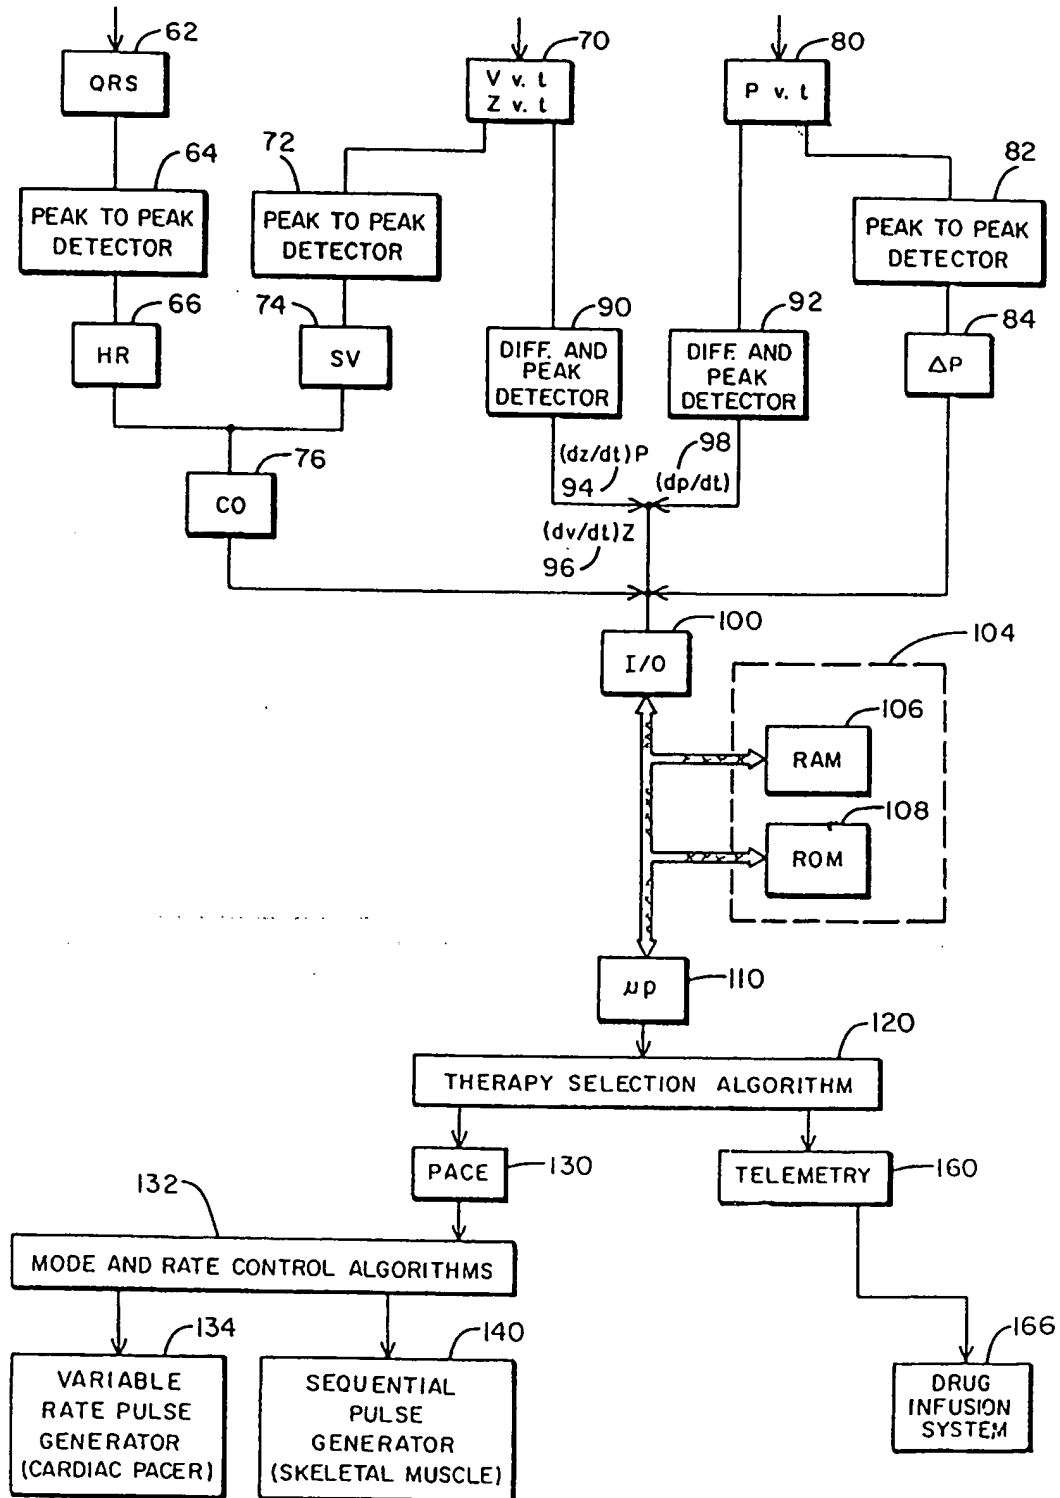 62
QRS
70
V v. t
Z v. t
80
P v. t
64
PEAK TO PEAK
DETECTOR
72
PEAK TO PEAK
DETECTOR
82
PEAK TO PEAK
DETECTOR
66
HR
74
SV
90
DIFF. AND
PEAK
DETECTOR
92
DIFF. AND
PEAK
DETECTOR
84
ΔP
76
CO
(dz/dt)P
94
98
(dp/dt)
(dv/dt)Z
96
100
I/O
104
106
RAM
108
ROM
μp
110
120
THERAPY SELECTION ALGORITHM
PACE
130
TELEMETRY
160
132
MODE AND RATE CONTROL ALGORITHMS
134
VARIABLE
RATE PULSE
GENERATOR
(CARDIAC PACER)
140
SEQUENTIAL
PULSE
GENERATOR
(SKELETAL MUSCLE)
166
DRUG
INFUSION
SYSTEM